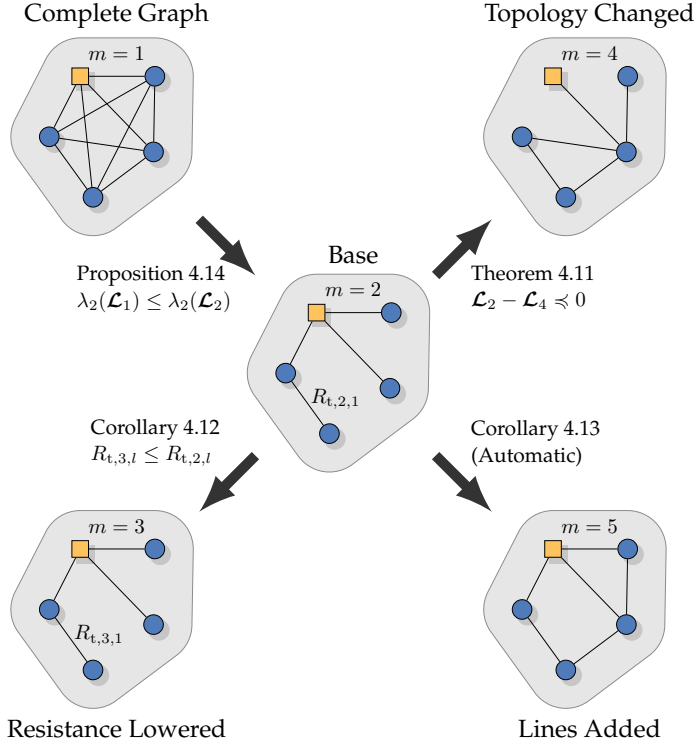 Complete Graph
m = 1
Topology Changed
m = 4
Proposition 4.14
λ₂(𝓛₁) ≤ λ₂(𝓛₂)
Base
m = 2
R_{t,2,1}
Theorem 4.11
𝓛₂ − 𝓛₄ ≼ 0
Corollary 4.12
R_{t,3,l} ≤ R_{t,2,l}
Corollary 4.13
(Automatic)
m = 3
R_{t,3,1}
Resistance Lowered
m = 5
Lines Added